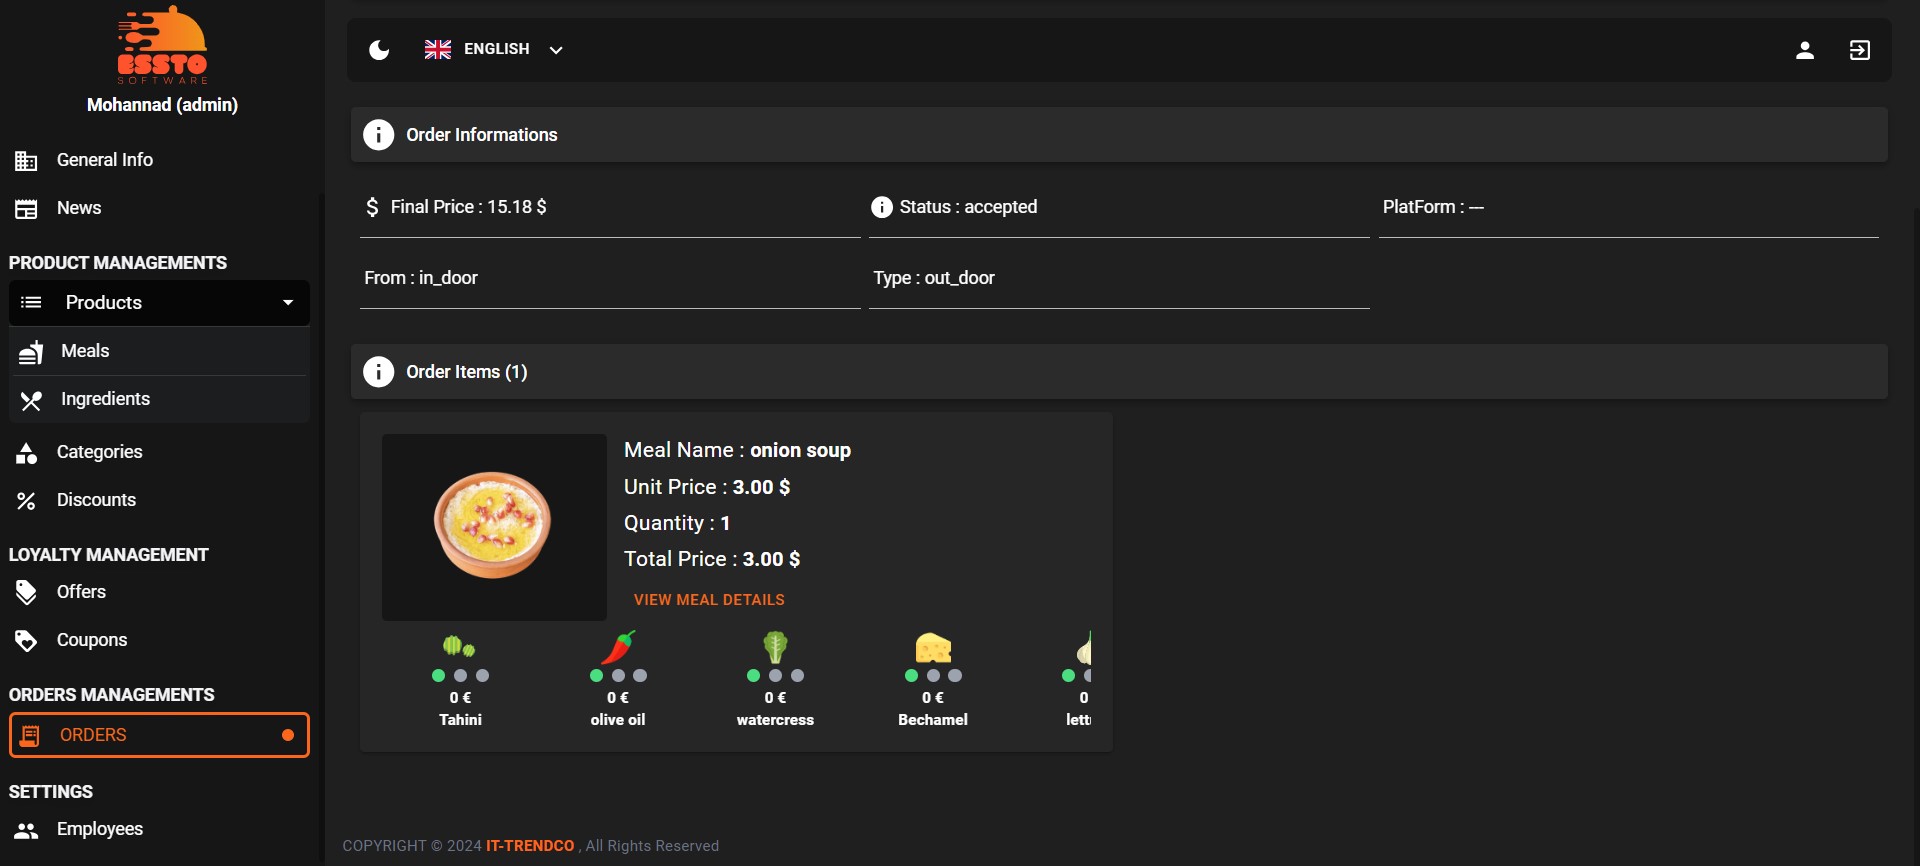 ESSTO
SOFTWARE
Mohannad (admin)
General Info
News
PRODUCT MANAGEMENTS
Products
Meals
Ingredients
Categories
Discounts
LOYALTY MANAGEMENT
Offers
Coupons
ORDERS MANAGEMENTS
ORDERS
SETTINGS
Employees
ENGLISH
Order Informations
$ Final Price : 15.18 $
Status : accepted
PlatForm : ---
From : in_door
Type : out_door
Order Items (1)
Meal Name : onion soup
Unit Price : 3.00 $
Quantity : 1
Total Price : 3.00 $
VIEW MEAL DETAILS
0 € 0 € 0 € 0 € 0
Tahini olive oil watercress Bechamel
COPYRIGHT © 2024 IT-TRENDCO , All Rights Reserved